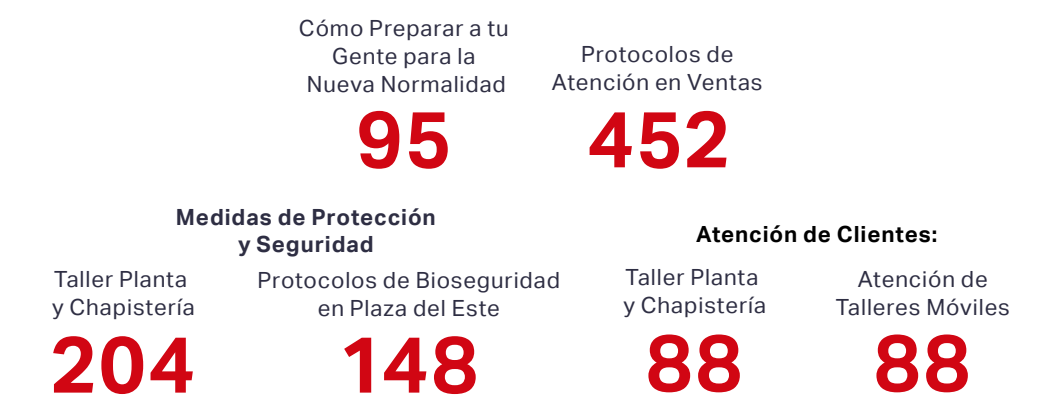 Cómo Preparar a tu
Gente para la
Nueva Normalidad
95
Protocolos de
Atención en Ventas
452
Medidas de Protección
y Seguridad
Taller Planta
y Chapistería
204
Protocolos de Bioseguridad
en Plaza del Este
148
Atención de Clientes:
Taller Planta
y Chapistería
88
Atención de
Talleres Móviles
88